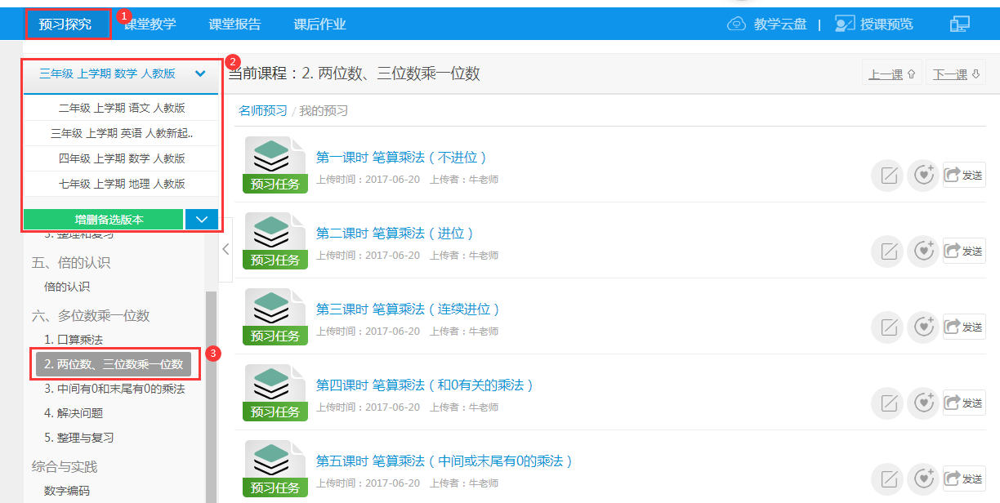 预习探究
1
课堂教学
课堂报告
课后作业
教学云盘
|
授课预览
三年级 上学期 数学 人教版
2
二年级 上学期 语文 人教版
三年级 上学期 英语 人教新起..
四年级 上学期 数学 人教版
七年级 上学期 地理 人教版
增删备选版本
3. 整理和复习
五、倍的认识
倍的认识
六、多位数乘一位数
1. 口算乘法
2. 两位数、三位数乘一位数
3
3. 中间有0和末尾有0的乘法
4. 解决问题
5. 整理与复习
综合与实践
数字编码
当前课程：2. 两位数、三位数乘一位数
上一课
下一课
名师预习 / 我的预习
预习任务
第一课时 笔算乘法（不进位）
上传时间：2017-06-20 上传者：牛老师
发送
预习任务
第二课时 笔算乘法（进位）
上传时间：2017-06-20 上传者：牛老师
发送
预习任务
第三课时 笔算乘法（连续进位）
上传时间：2017-06-20 上传者：牛老师
发送
预习任务
第四课时 笔算乘法（和0有关的乘法）
上传时间：2017-06-20 上传者：牛老师
发送
预习任务
第五课时 笔算乘法（中间或末尾有0的乘法）
上传时间：2017-06-20 上传者：牛老师
发送